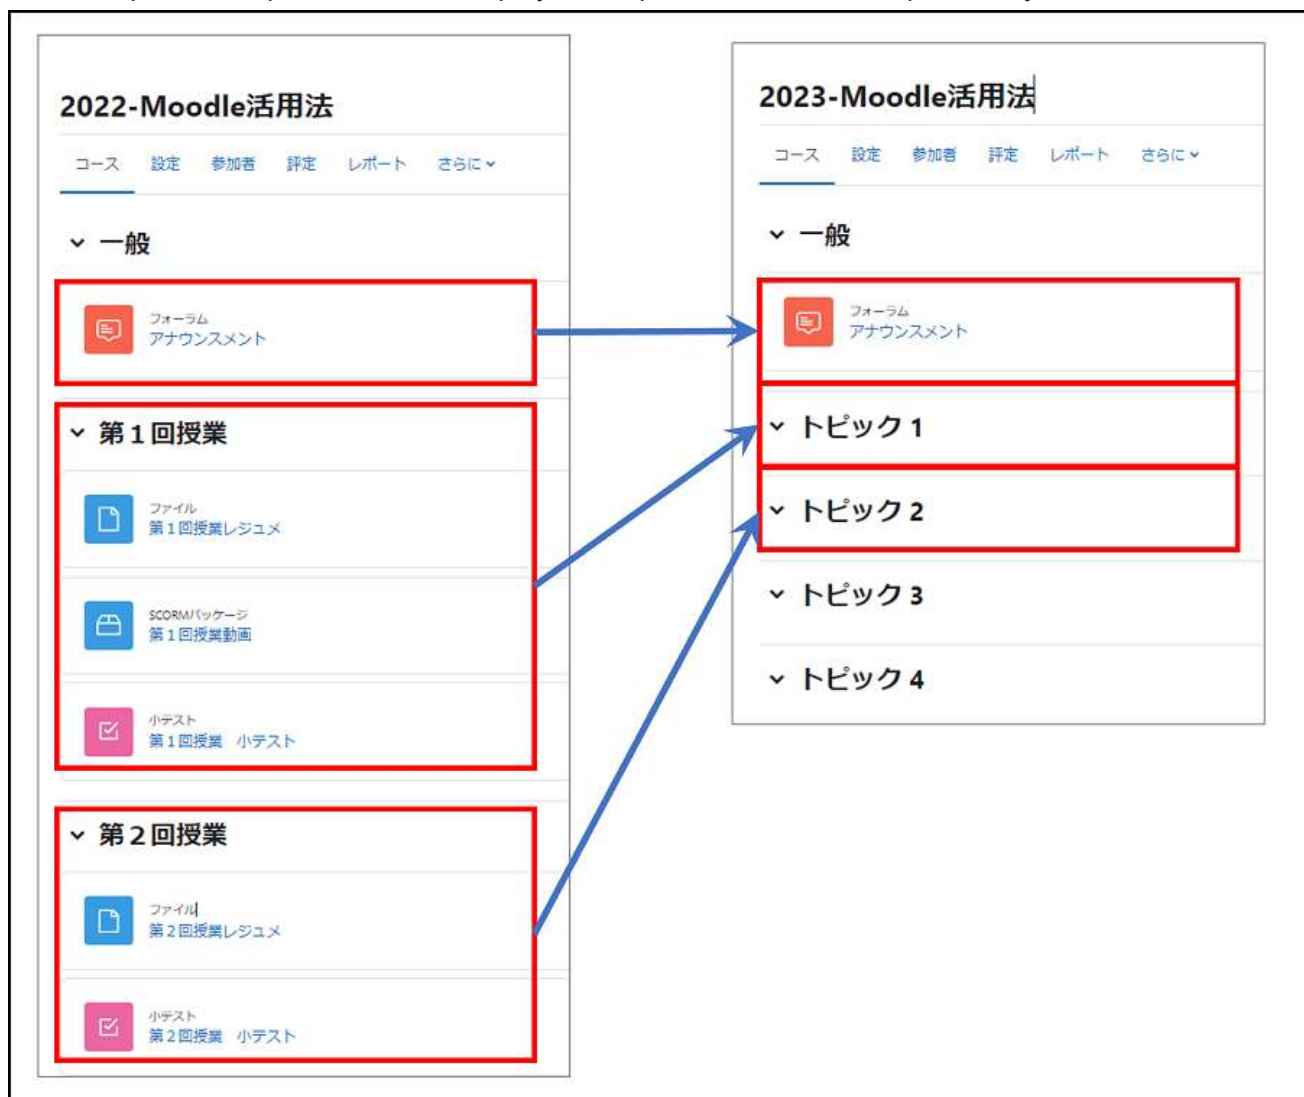 2022-Moodle活用法
コース 設定 参加者 評定 レポート さらに
一般
フォーラム
アナウンスメント
第1回授業
ファイル
第1回授業レジュメ
SCORMパッケージ
第1回授業動画
小テスト
第1回授業 小テスト
第2回授業
ファイル
第2回授業レジュメ
小テスト
第2回授業 小テスト
2023-Moodle活用法
コース 設定 参加者 評定 レポート さらに
一般
フォーラム
アナウンスメント
トピック 1
トピック 2
トピック 3
トピック 4